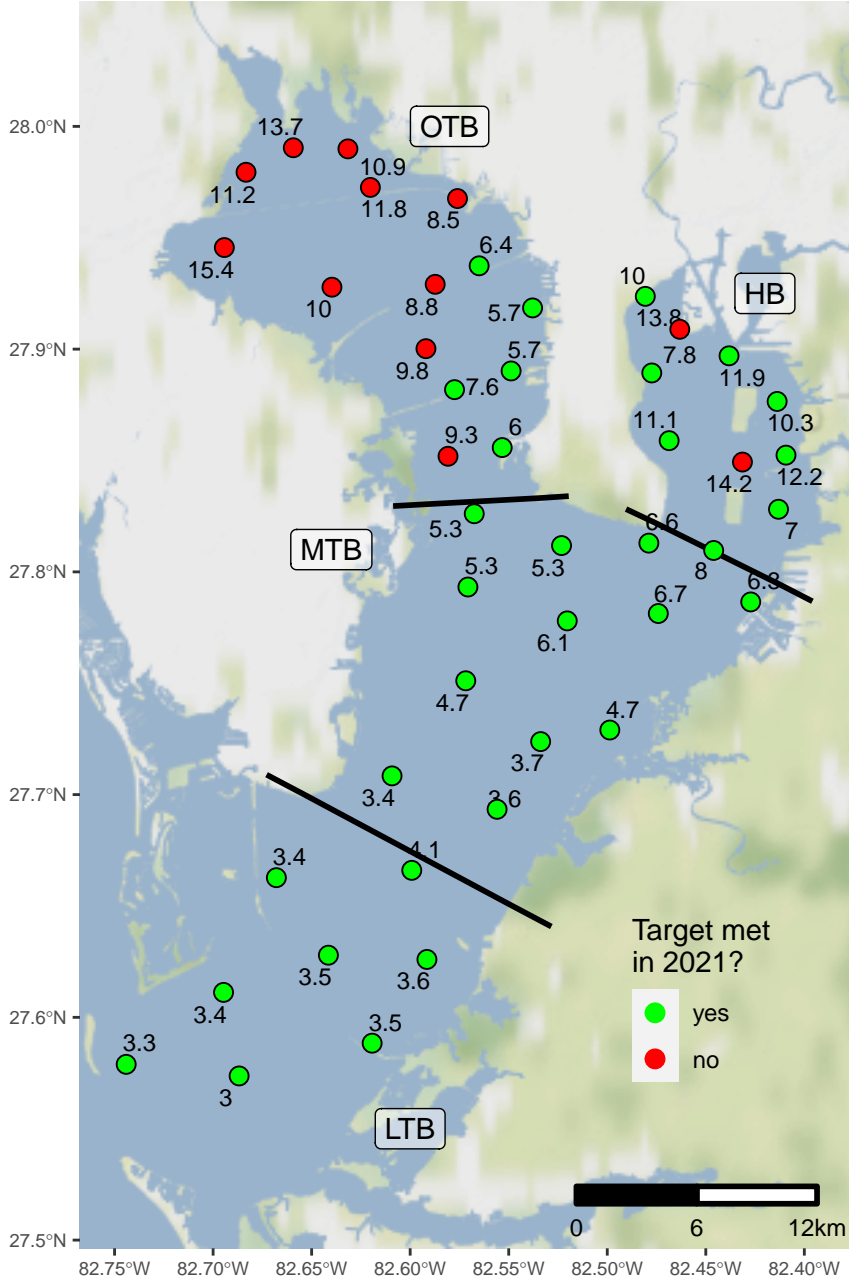 28.0°N
13.7
OTB
10.9
11.2
11.8
8.5
6.4
15.4
10
HB
10
8.8
5.7
13.8
27.9°N
9.8
5.7
7.8
11.9
7.6
10.3
9.3
6
11.1
14.2
12.2
5.3
6.6
7
MTB
5.3
5.3
8
27.8°N
6.3
6.7
6.1
4.7
4.7
3.7
27.7°N
3.4
3.6
4.1
3.4
Target met
in 2021?
3.5
3.6
yes
3.4
27.6°N
3.5
3.3
no
3
LTB
0
6
12km
27.5°N
82.75°W
82.70°W
82.65°W
82.60°W
82.55°W
82.50°W
82.45°W
82.40°W